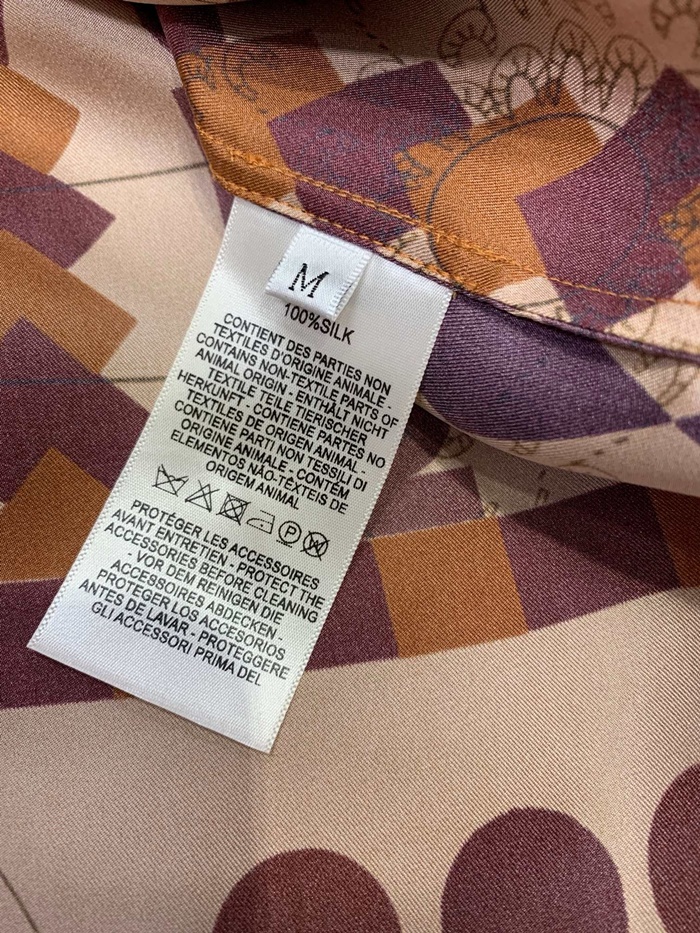 M
100%SILK
CONTIENT DES PARTIES NON
TEXTILES D'ORIGINE ANIMALE -
CONTAINS NON-TEXTILE PARTS OF
ANIMAL ORIGIN - ENTHÄLT NICHT
TEXTILE TEILE TIERISCHER
HERKUNFT - CONTIENE PARTES NO
TEXTILES DE ORIGEN ANIMAL -
CONTIENE PARTI NON TESSILI DI
ORIGINE ANIMALE - CONTÉM
ELEMENTOS NÃO-TÊXTEIS DE
ORIGEM ANIMAL
P W
PROTÉGER LES ACCESSOIRES
AVANT ENTRETIEN - PROTECT THE
ACCESSORIES BEFORE CLEANING
- VOR DEM REINIGEN DIE
ACCESSOIRES ABDECKEN -
PROTEGER LOS ACCESORIOS
ANTES DE LAVAR - PROTEGGERE
GLI ACCESSORI PRIMA DEL